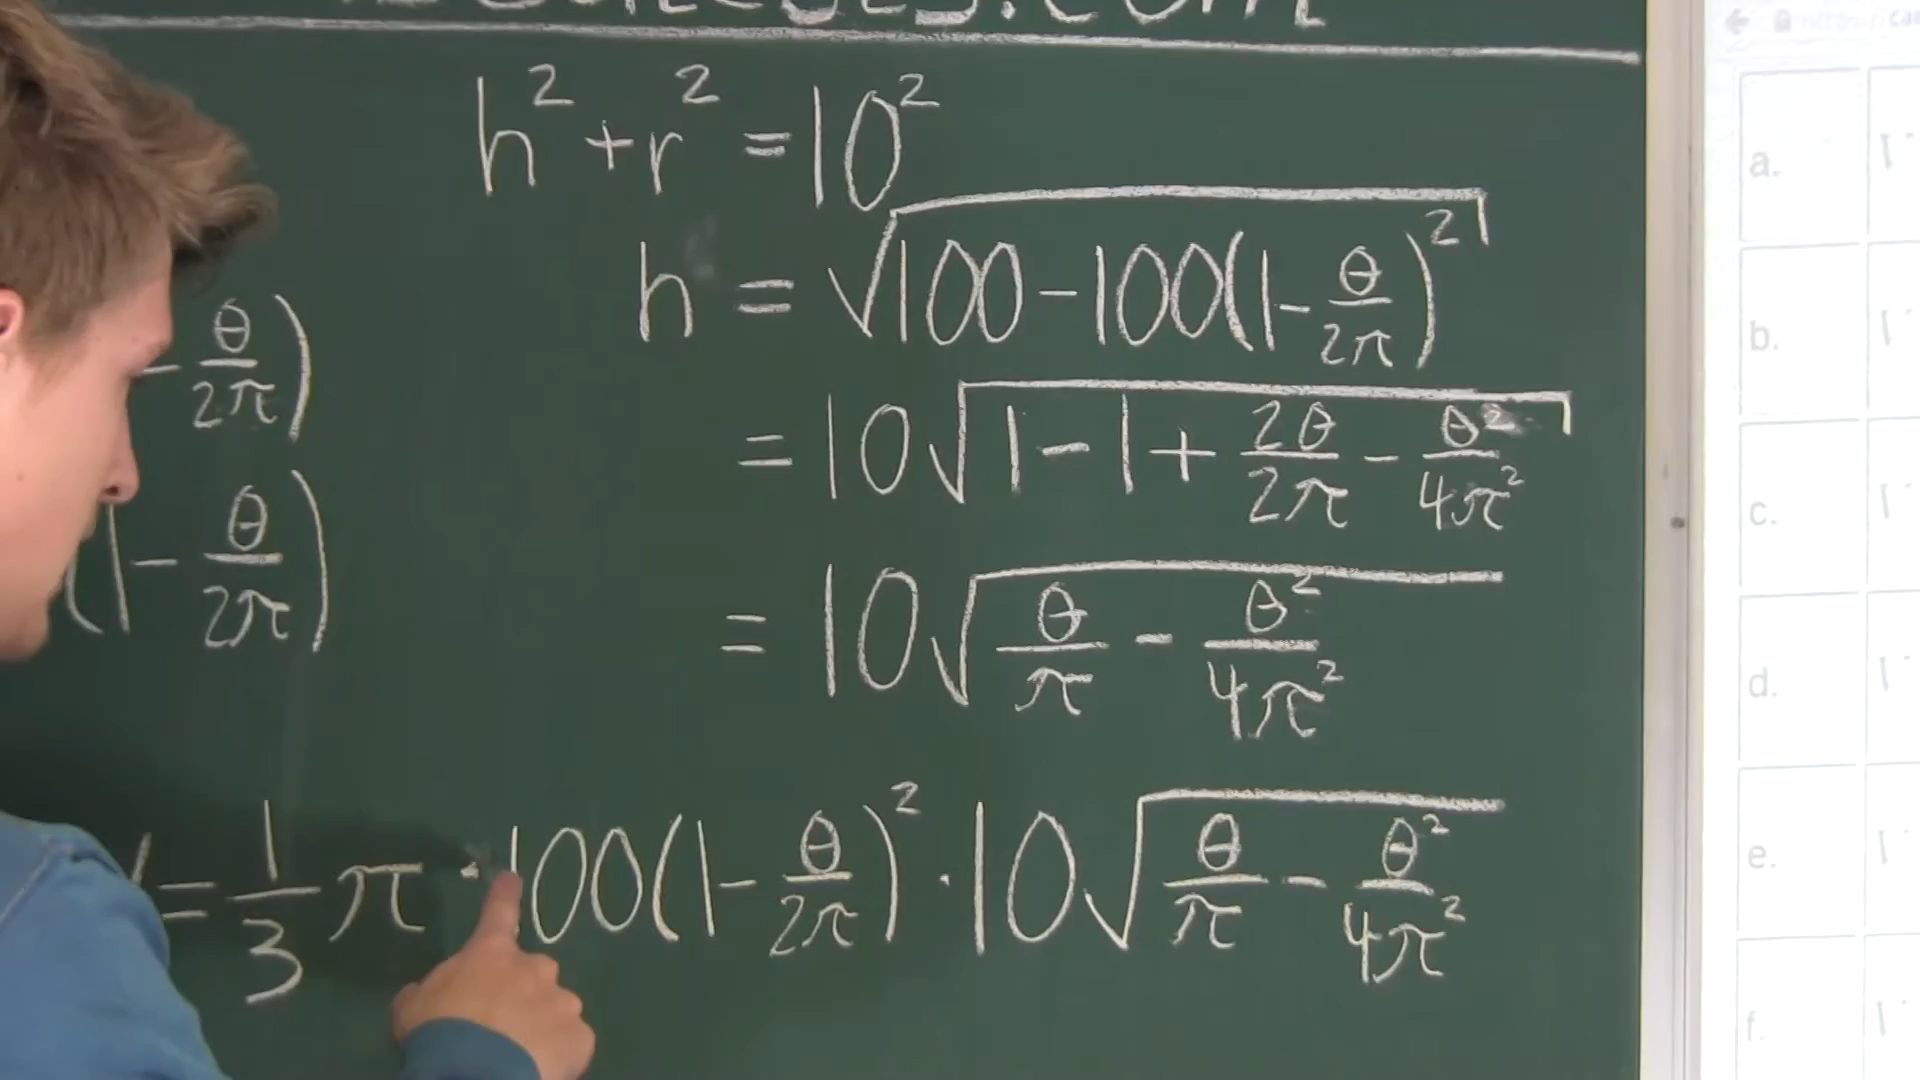 h² + r² = 10²
h = √(100 - 100(1 - θ/2π)²)
- θ/2π)
= 10√(1 - 1 + 2θ/2π - θ²/4π²)
(1 - θ/2π)
= 10√(θ/π - θ²/4π²)
= 1/3 π · 100(1 - θ/2π)² · 10√(θ/π - θ²/4π²)
a.
b.
c.
d.
e.
f.